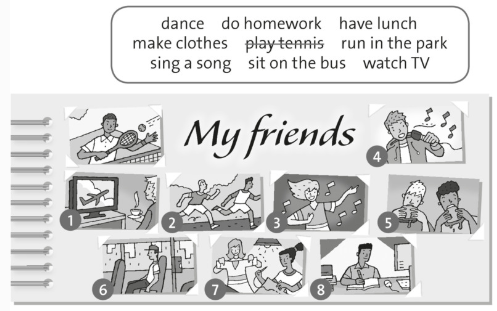 dance do homework have lunch
make clothes play tennis run in the park
sing a song sit on the bus watch TV
My friends
4
1
2
3
5
6
7
8